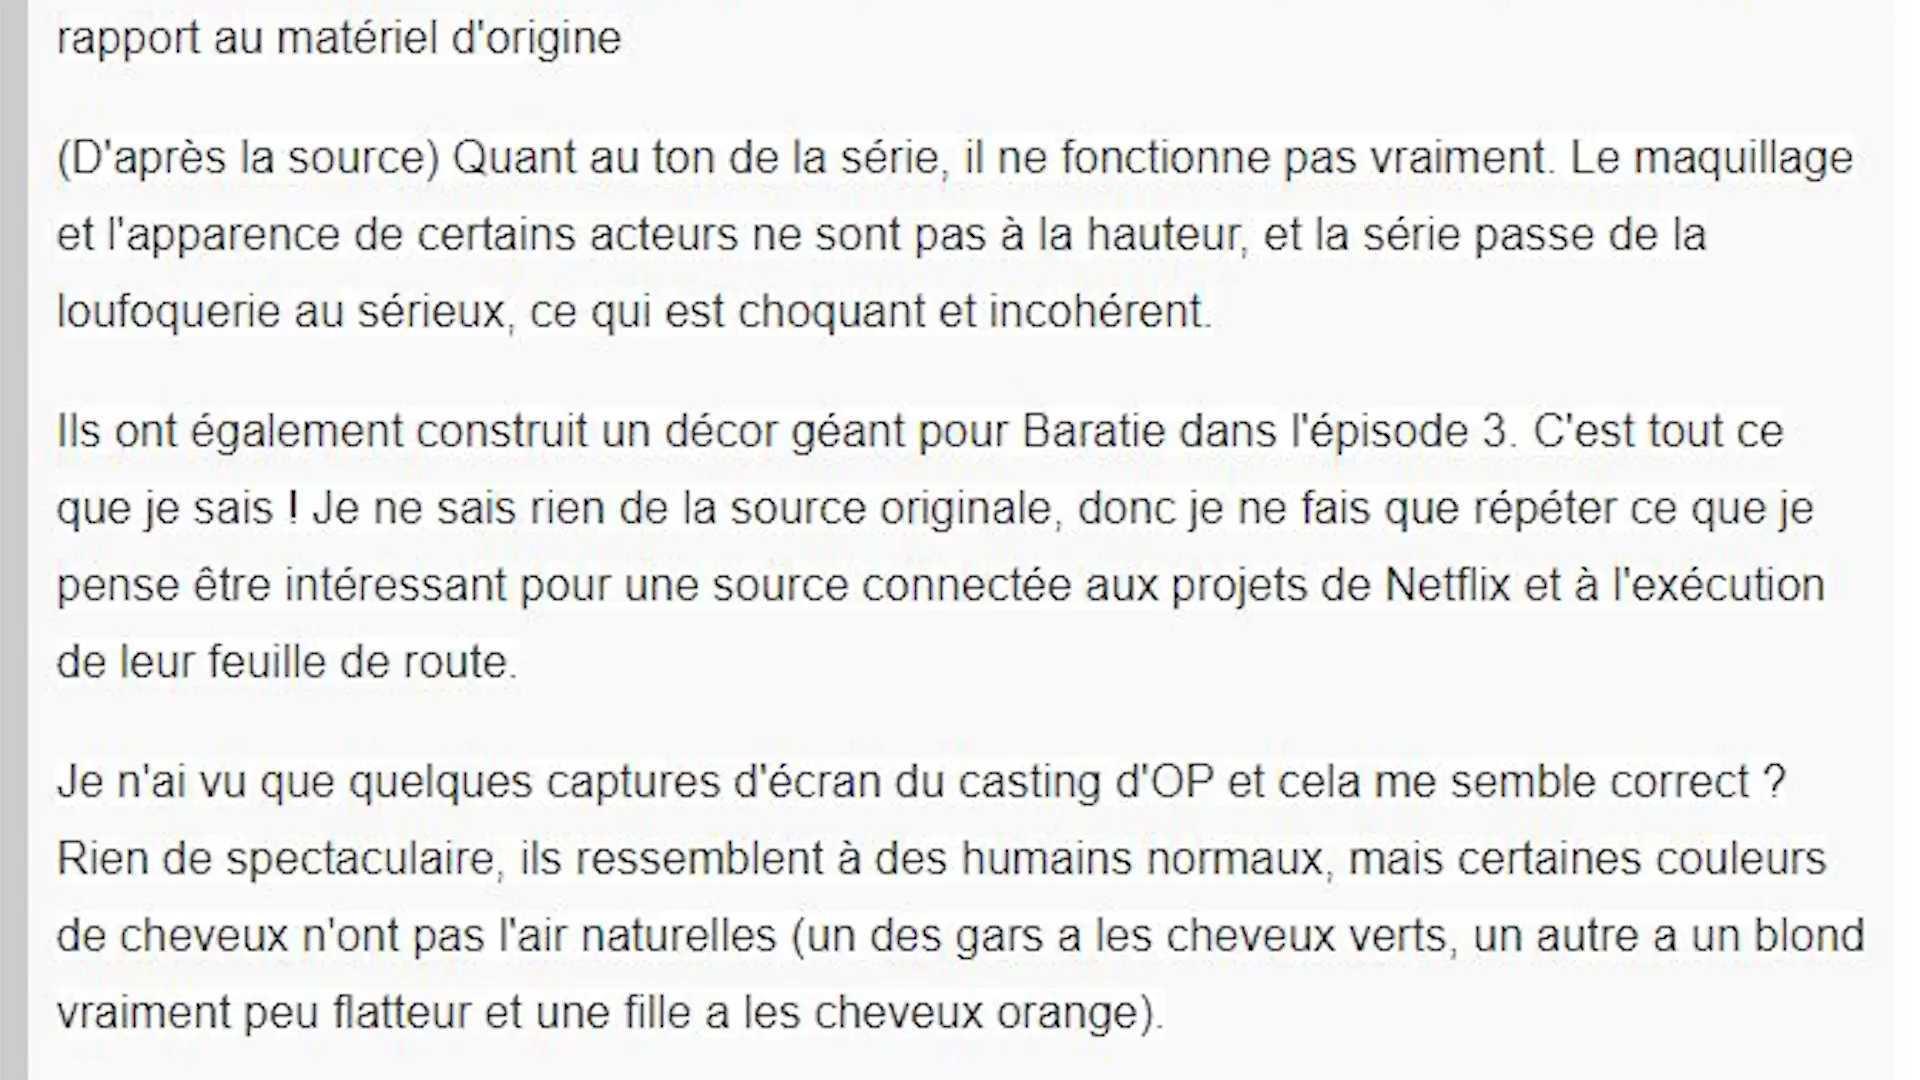 rapport au matériel d'origine
(D'après la source) Quant au ton de la série, il ne fonctionne pas vraiment. Le maquillage
et l'apparence de certains acteurs ne sont pas à la hauteur, et la série passe de la
loufoquerie au sérieux, ce qui est choquant et incohérent.
Ils ont également construit un décor géant pour Baratie dans l'épisode 3. C'est tout ce
que je sais ! Je ne sais rien de la source originale, donc je ne fais que répéter ce que je
pense être intéressant pour une source connectée aux projets de Netflix et à l'exécution
de leur feuille de route.
Je n'ai vu que quelques captures d'écran du casting d'OP et cela me semble correct ?
Rien de spectaculaire, ils ressemblent à des humains normaux, mais certaines couleurs
de cheveux n'ont pas l'air naturelles (un des gars a les cheveux verts, un autre a un blond
vraiment peu flatteur et une fille a les cheveux orange).